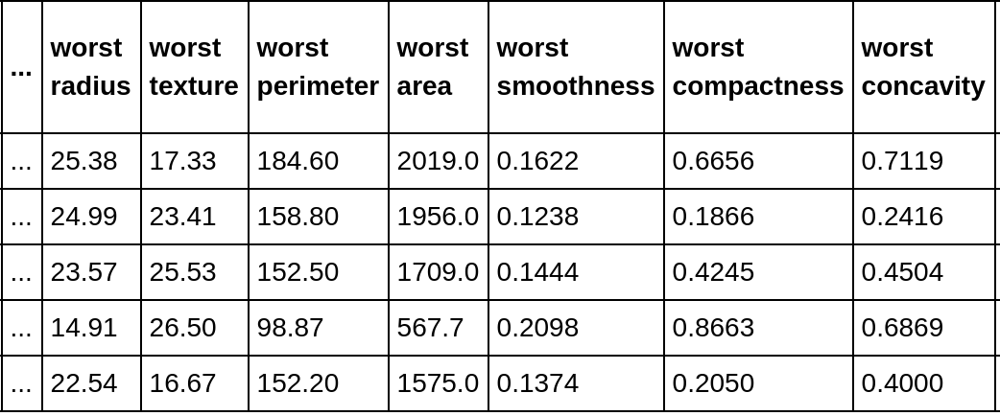 ... worst radius worst texture worst perimeter worst area worst smoothness worst compactness worst concavity
... 25.38 17.33 184.60 2019.0 0.1622 0.6656 0.7119
... 24.99 23.41 158.80 1956.0 0.1238 0.1866 0.2416
... 23.57 25.53 152.50 1709.0 0.1444 0.4245 0.4504
... 14.91 26.50 98.87 567.7 0.2098 0.8663 0.6869
... 22.54 16.67 152.20 1575.0 0.1374 0.2050 0.4000